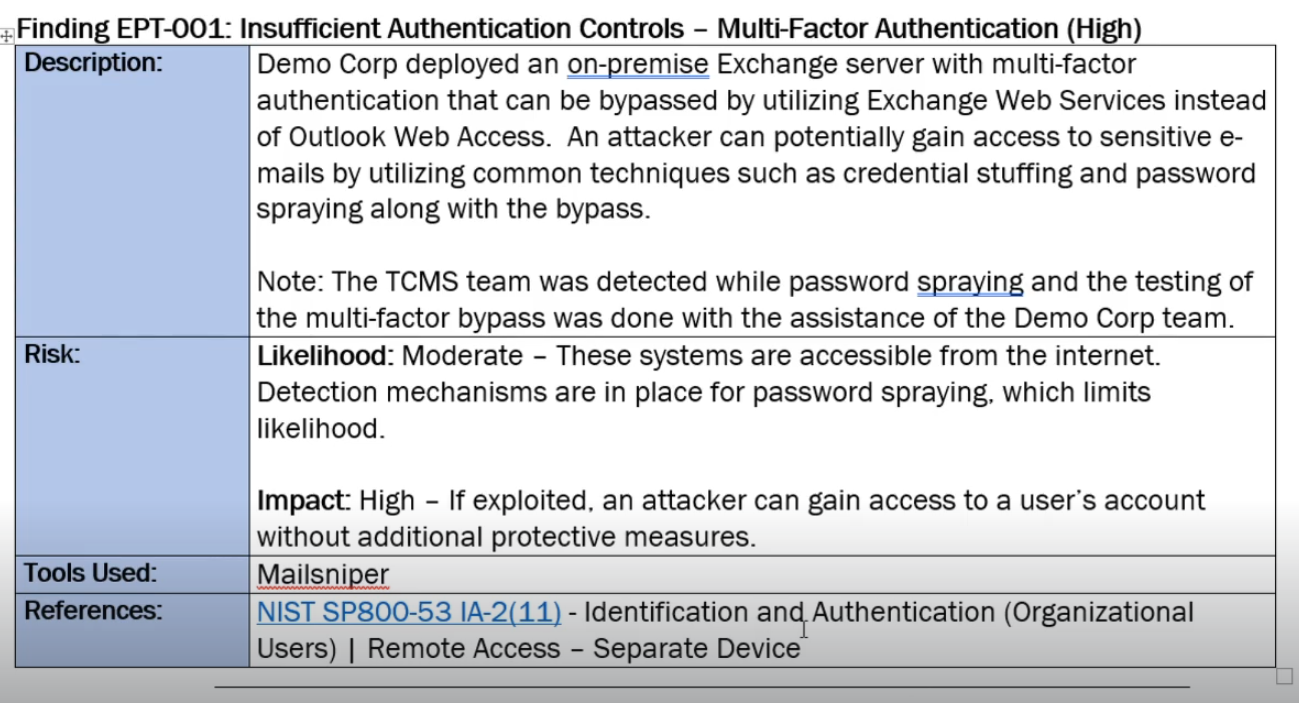 Finding EPT-001: Insufficient Authentication Controls – Multi-Factor Authentication (High)
Description:
Demo Corp deployed an on-premise Exchange server with multi-factor
authentication that can be bypassed by utilizing Exchange Web Services instead
of Outlook Web Access.  An attacker can potentially gain access to sensitive e-
mails by utilizing common techniques such as credential stuffing and password
spraying along with the bypass.
Note: The TCMS team was detected while password spraying and the testing of
the multi-factor bypass was done with the assistance of the Demo Corp team.
Risk:
Likelihood: Moderate – These systems are accessible from the internet.
Detection mechanisms are in place for password spraying, which limits
likelihood.
Impact: High – If exploited, an attacker can gain access to a user's account
without additional protective measures.
Tools Used:
Mailsniper
References:
NIST SP800-53 IA-2(11) - Identification and Authentication (Organizational
Users) | Remote Access – Separate Device